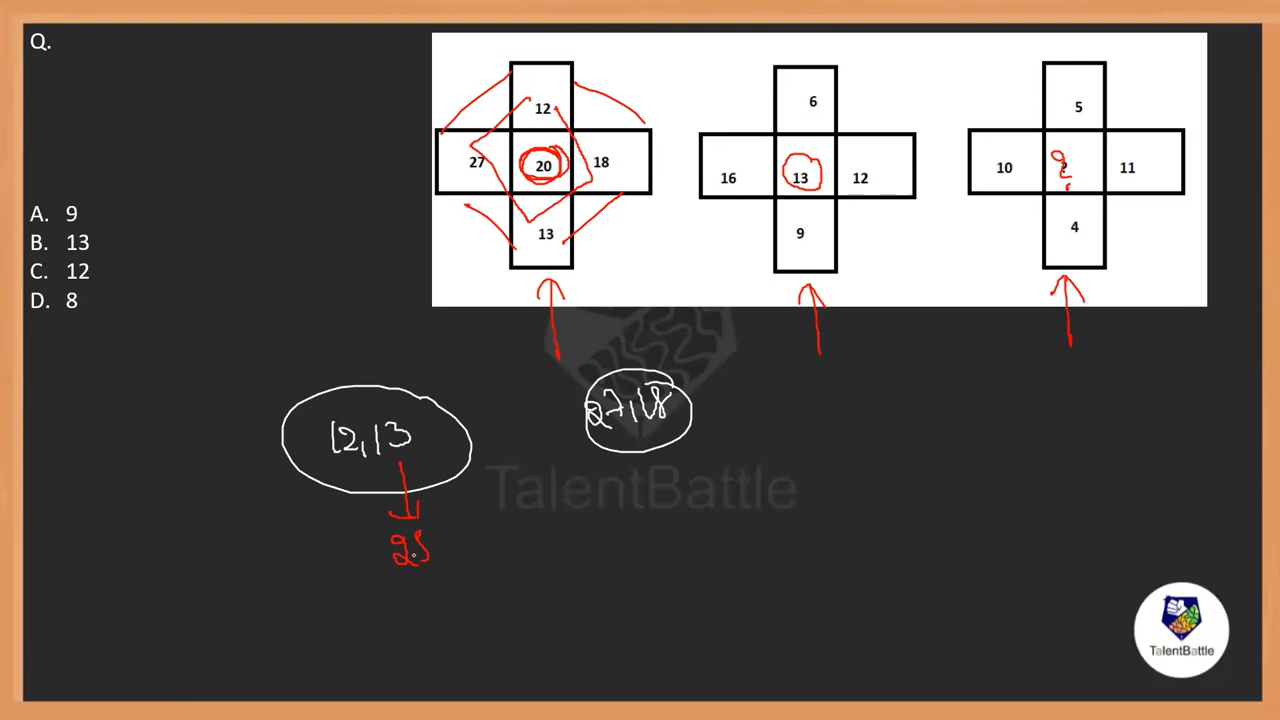 Q.
12
27 20 18
13
6
16 13 12
9
5
10 ? 11
4
A. 9
B. 13
C. 12
D. 8
27,18
12,13
25
TalentBattle
TalentBattle